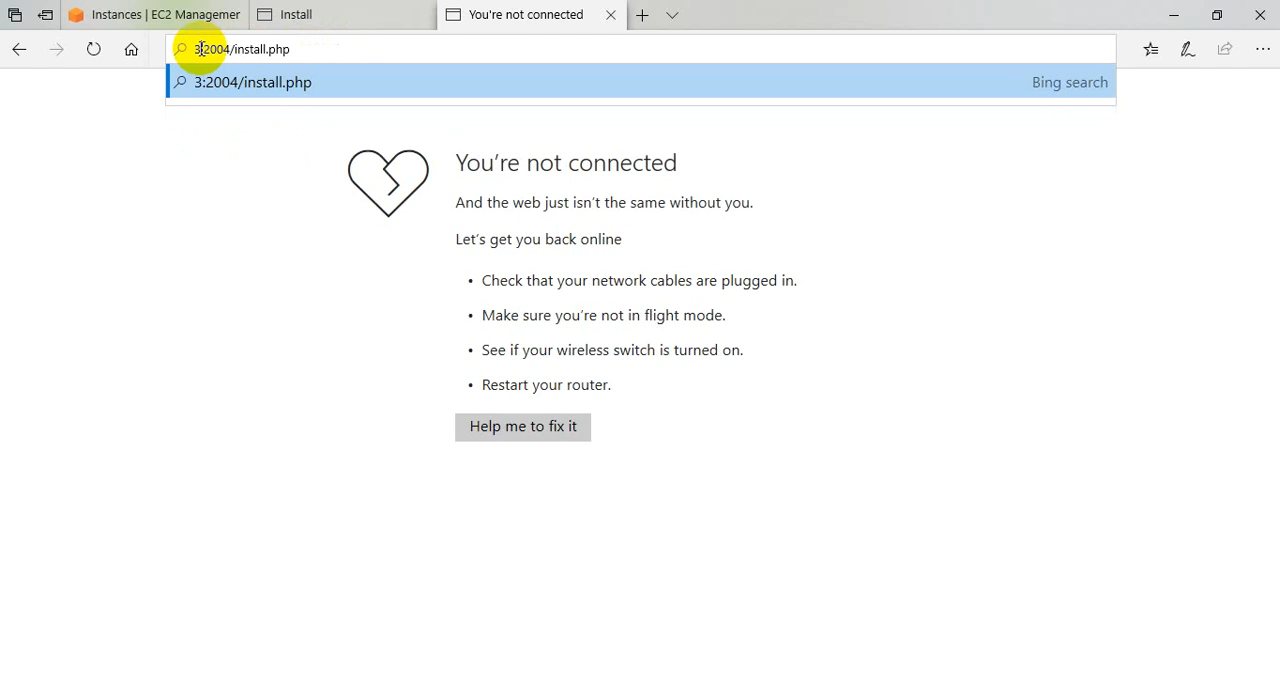 Instances | EC2 Managemer
Install
You're not connected
3:2004/install.php
3:2004/install.php
Bing search
You're not connected
And the web just isn't the same without you.
Let's get you back online
• Check that your network cables are plugged in.
• Make sure you're not in flight mode.
• See if your wireless switch is turned on.
• Restart your router.
Help me to fix it